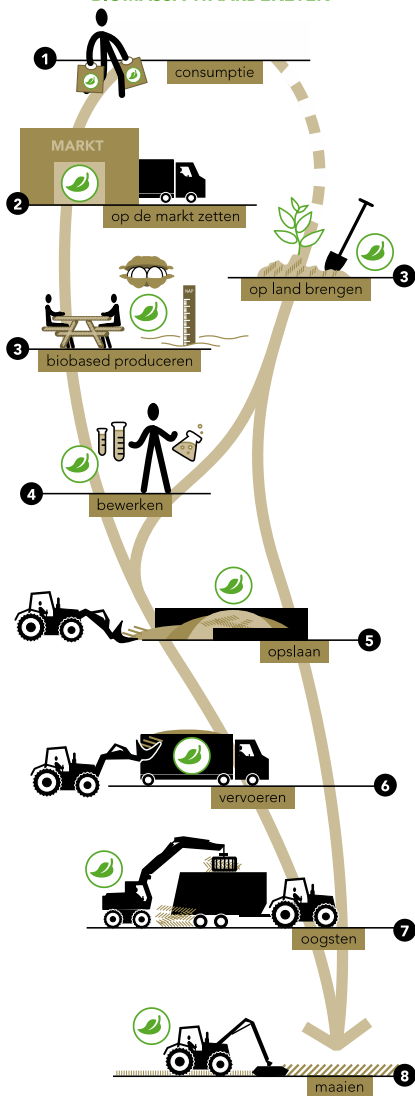 1
consumptie
MARKT
2
op de markt zetten
3
op land brengen
NAP
3
biobased produceren
4
bewerken
5
opslaan
6
vervoeren
7
oogsten
8
maaien